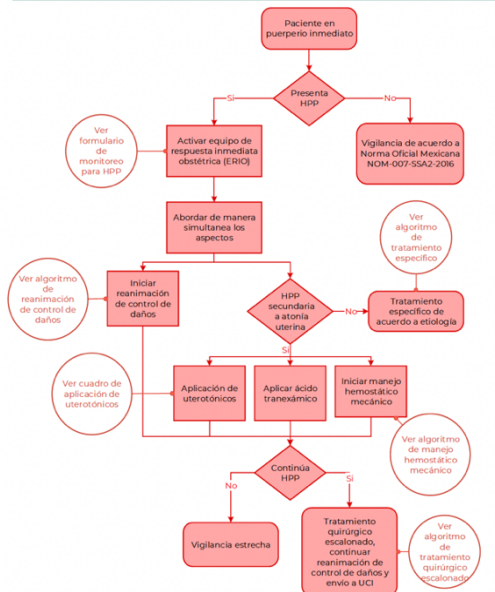 Paciente en
puerperio inmediato
Presenta
HPP
Si
No
Ver
formulario
de
monitoreo
para HPP
Activar equipo de
respuesta inmediata
obstétrica (ERIO)
Vigilancia de acuerdo a
Norma Oficial Mexicana
NOM-007-SSA2-2016
Abordar de manera
simultanea los
aspectos
Ver
algoritmo
de
tratamiento
específico
Ver algoritmo
de
reanimación
de control de
daños
Iniciar
reanimación
de control de
daños
HPP
secundaria
a atonía
uterina
No
Tratamiento
específico de
acuerdo a etiología
Si
Ver cuadro de
aplicación de
uterotónicos
Aplicación de
uterotónicos
Aplicar ácido
tranexámico
Iniciar manejo
hemostático
mecánico
Ver algoritmo
de manejo
hemostático
mecánico
Continúa
HPP
No
Si
Vigilancia estrecha
Tratamiento
quirúrgico
escalonado,
continuar
reanimación de
control de daños y
envío a UCI
Ver
algoritmo
de
tratamiento
quirúrgico
escalonado